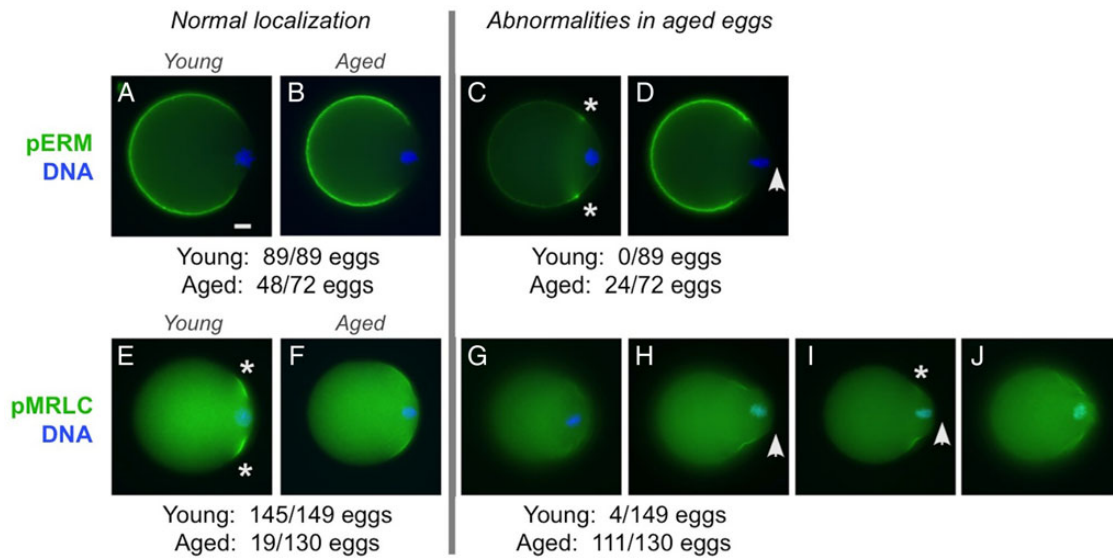 Normal localization
Abnormalities in aged eggs
Young
Aged
A
B
C
*
*
D
pERM
DNA
Young: 89/89 eggs
Aged: 48/72 eggs
Young: 0/89 eggs
Aged: 24/72 eggs
Young
Aged
E
*
*
F
G
H
I
*
J
pMRLC
DNA
Young: 145/149 eggs
Aged: 19/130 eggs
Young: 4/149 eggs
Aged: 111/130 eggs